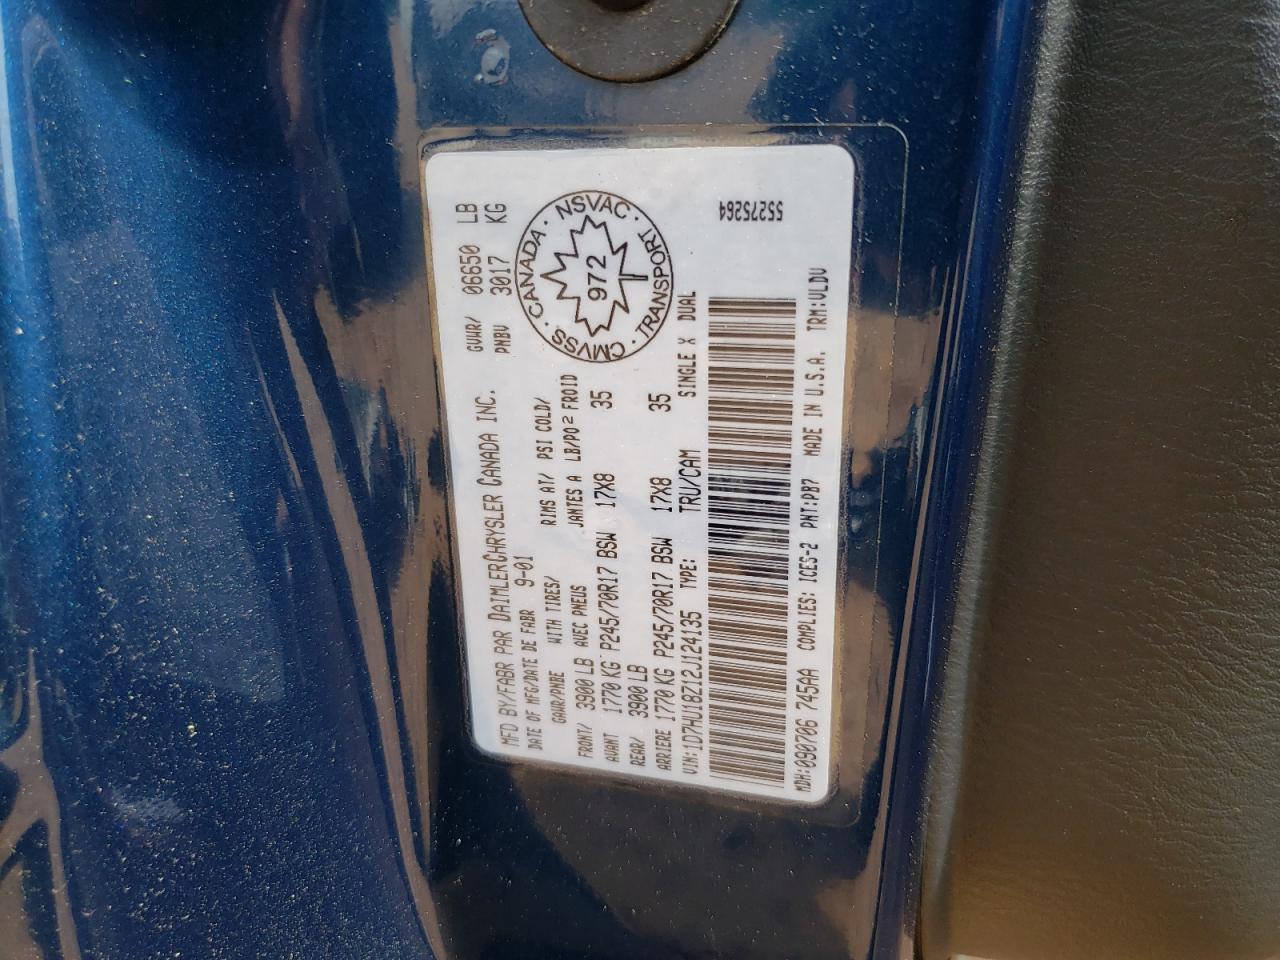 MFD BY/FABR PAR DAIMLERCHRYSLER CANADA INC.
DATE OF MFG/DATE DE FABR 9-01
GVWR/ 06650 LB
PNBV 3017 KG
GAWR/PNBE WITH TIRES/ RIMS AT/ PSI COLD/
AVEC PNEUS JANTES A LB/PO² FROID
FRONT/ 3900 LB
AVANT 1770 KG P245/70R17 BSW 17X8 35
REAR/ 3900 LB
ARRIERE 1770 KG P245/70R17 BSW 17X8 35
CANADA · NSVAC · TRANSPORT · CMVSS ·
972
VIN:1D7HU18Z12J124135 TYPE: TRU/CAM SINGLE X DUAL
MDH:090706 745AA COMPLIES: ICES-2 PNT:PB7 MADE IN U.S.A. TRM:VLDV
55275264